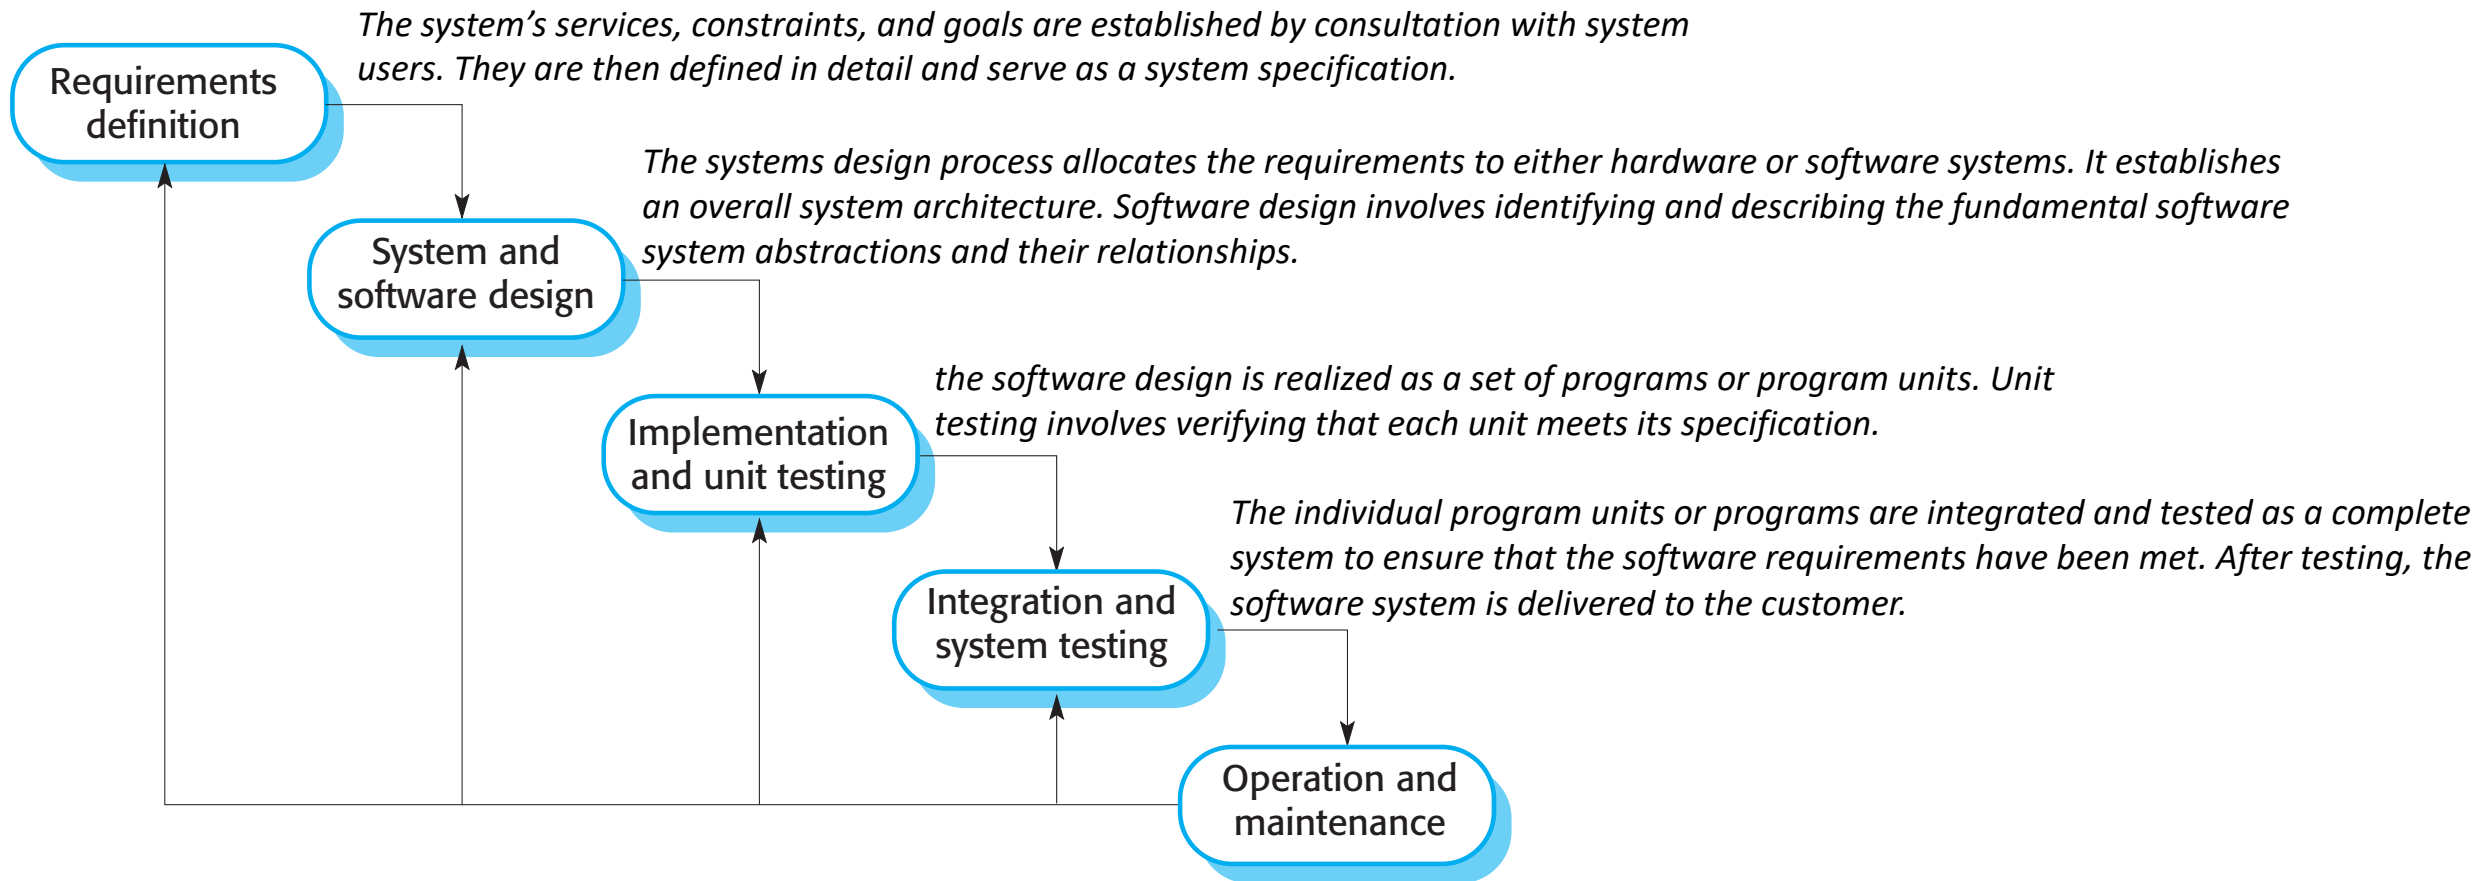 The system's services, constraints, and goals are established by consultation with system
users. They are then defined in detail and serve as a system specification.
Requirements
definition
The systems design process allocates the requirements to either hardware or software systems. It establishes
an overall system architecture. Software design involves identifying and describing the fundamental software
system abstractions and their relationships.
System and
software design
the software design is realized as a set of programs or program units. Unit
testing involves verifying that each unit meets its specification.
Implementation
and unit testing
The individual program units or programs are integrated and tested as a complete
system to ensure that the software requirements have been met. After testing, the
software system is delivered to the customer.
Integration and
system testing
Operation and
maintenance